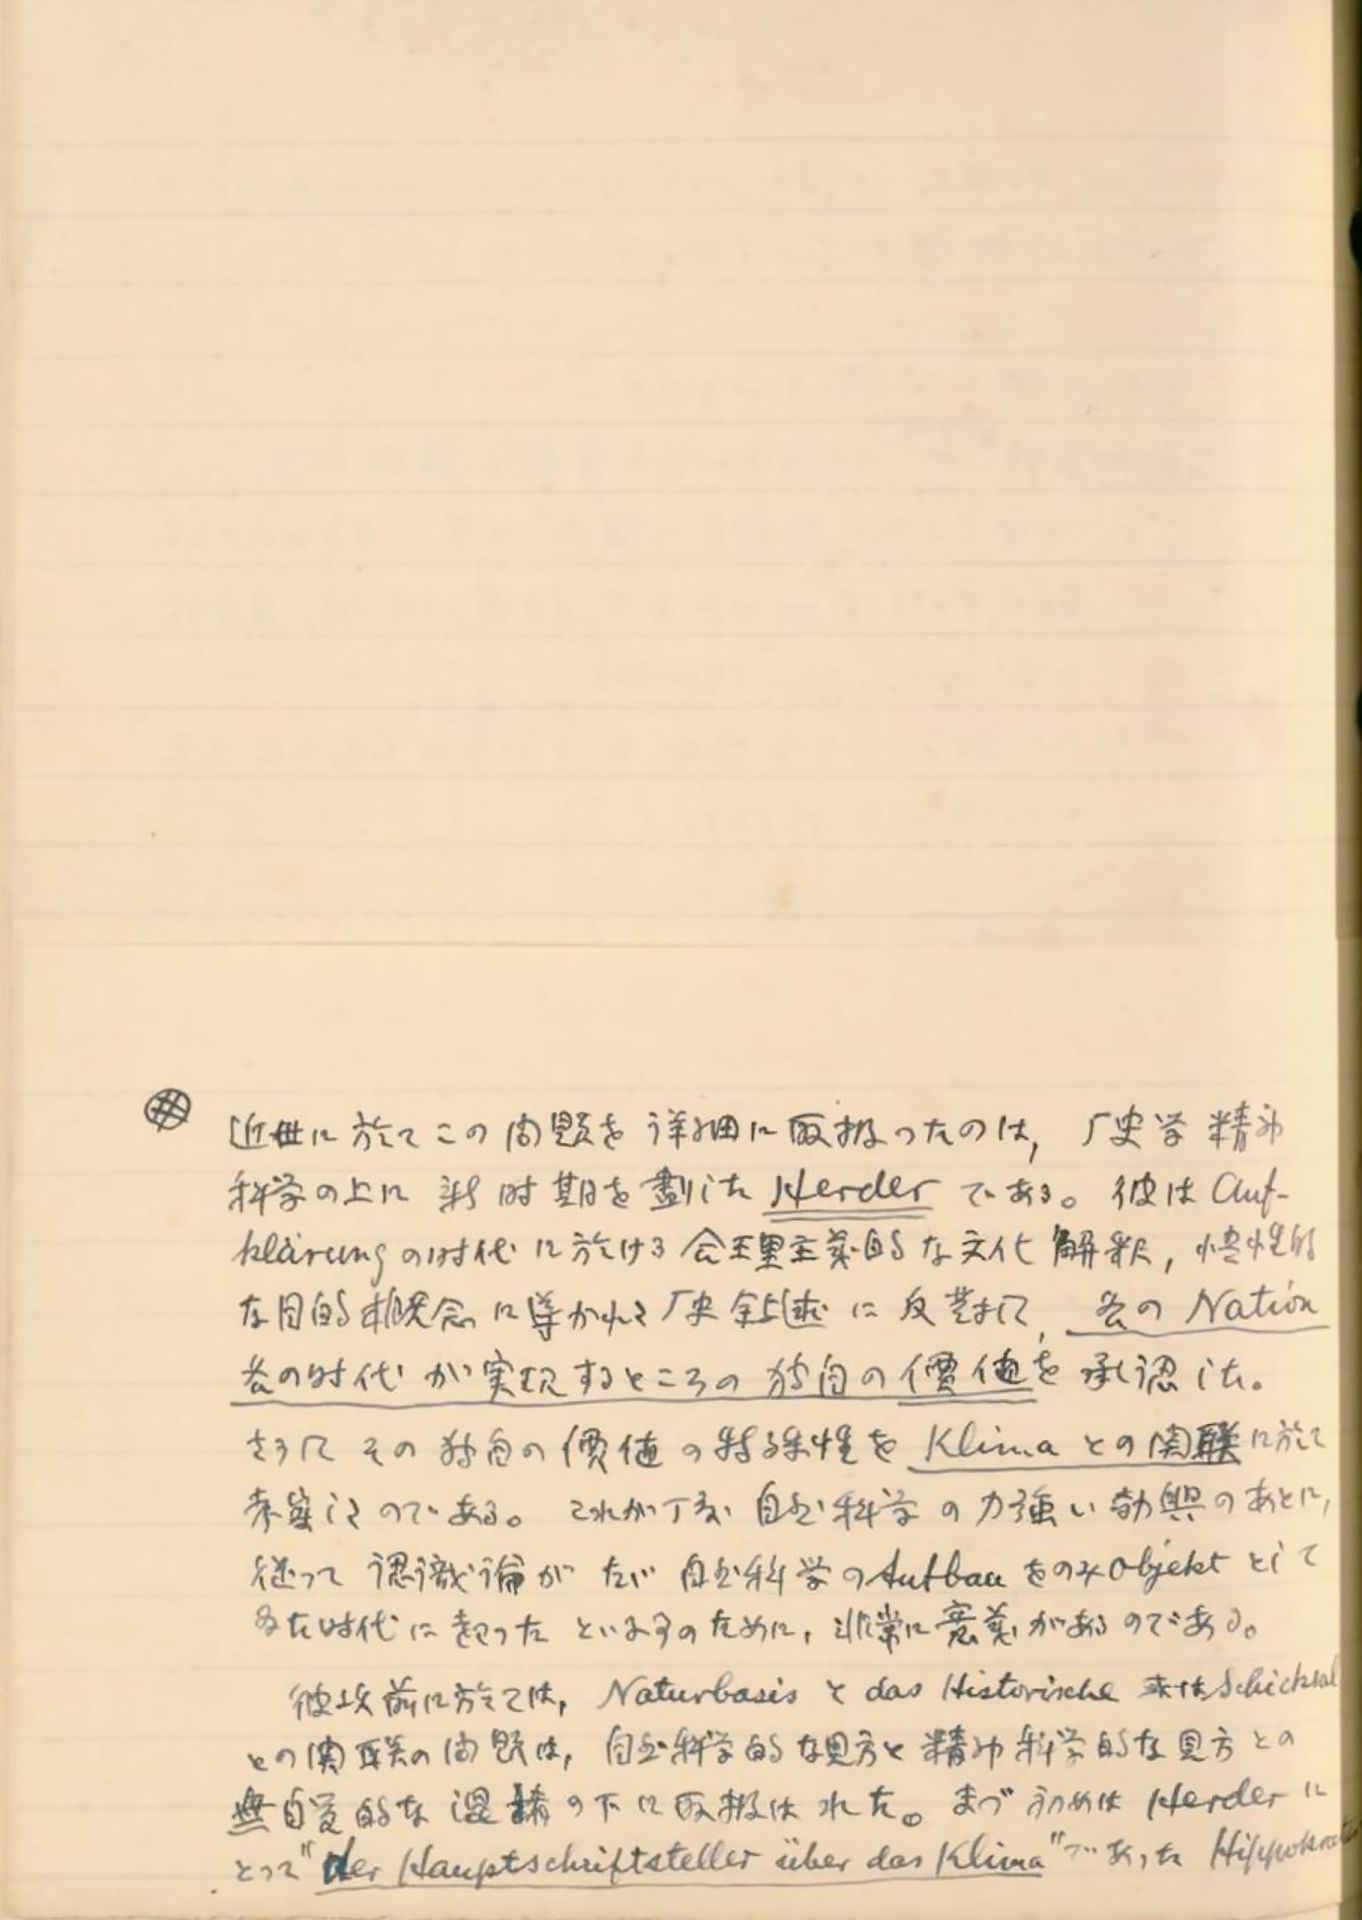 近世に於てこの問題を詳細に取扱ったのは，歴史学精神
科学の上に新時期を劃した Herder である。彼は Auf-
klärung の時代に於ける合理主義的な文化解釈，悟性的
な目的概念に導かれた歴史叙述に反対して，各の Nation
各の時代が実現するところの独自の價値を承認した。
さうしてその独自の價値の特殊性を Klima との関聯に於て
考察したのである。これが丁度自然科学の力強い勃興のあとに，
従って認識論がたゞ自然科学の Aufbau をのみ Objekt として
ゐた時代に起ったといふことのために，非常に意義があるのである。
彼以前に於ては，Naturbasis と das Historische 或は Schicksal
との関聯の問題は，自然科学的な見方と精神科学的な見方との
無自覚的な混淆の下に取扱はれた。まづ初めは Herder に
とって "der Hauptschriftsteller über das Klima" であった